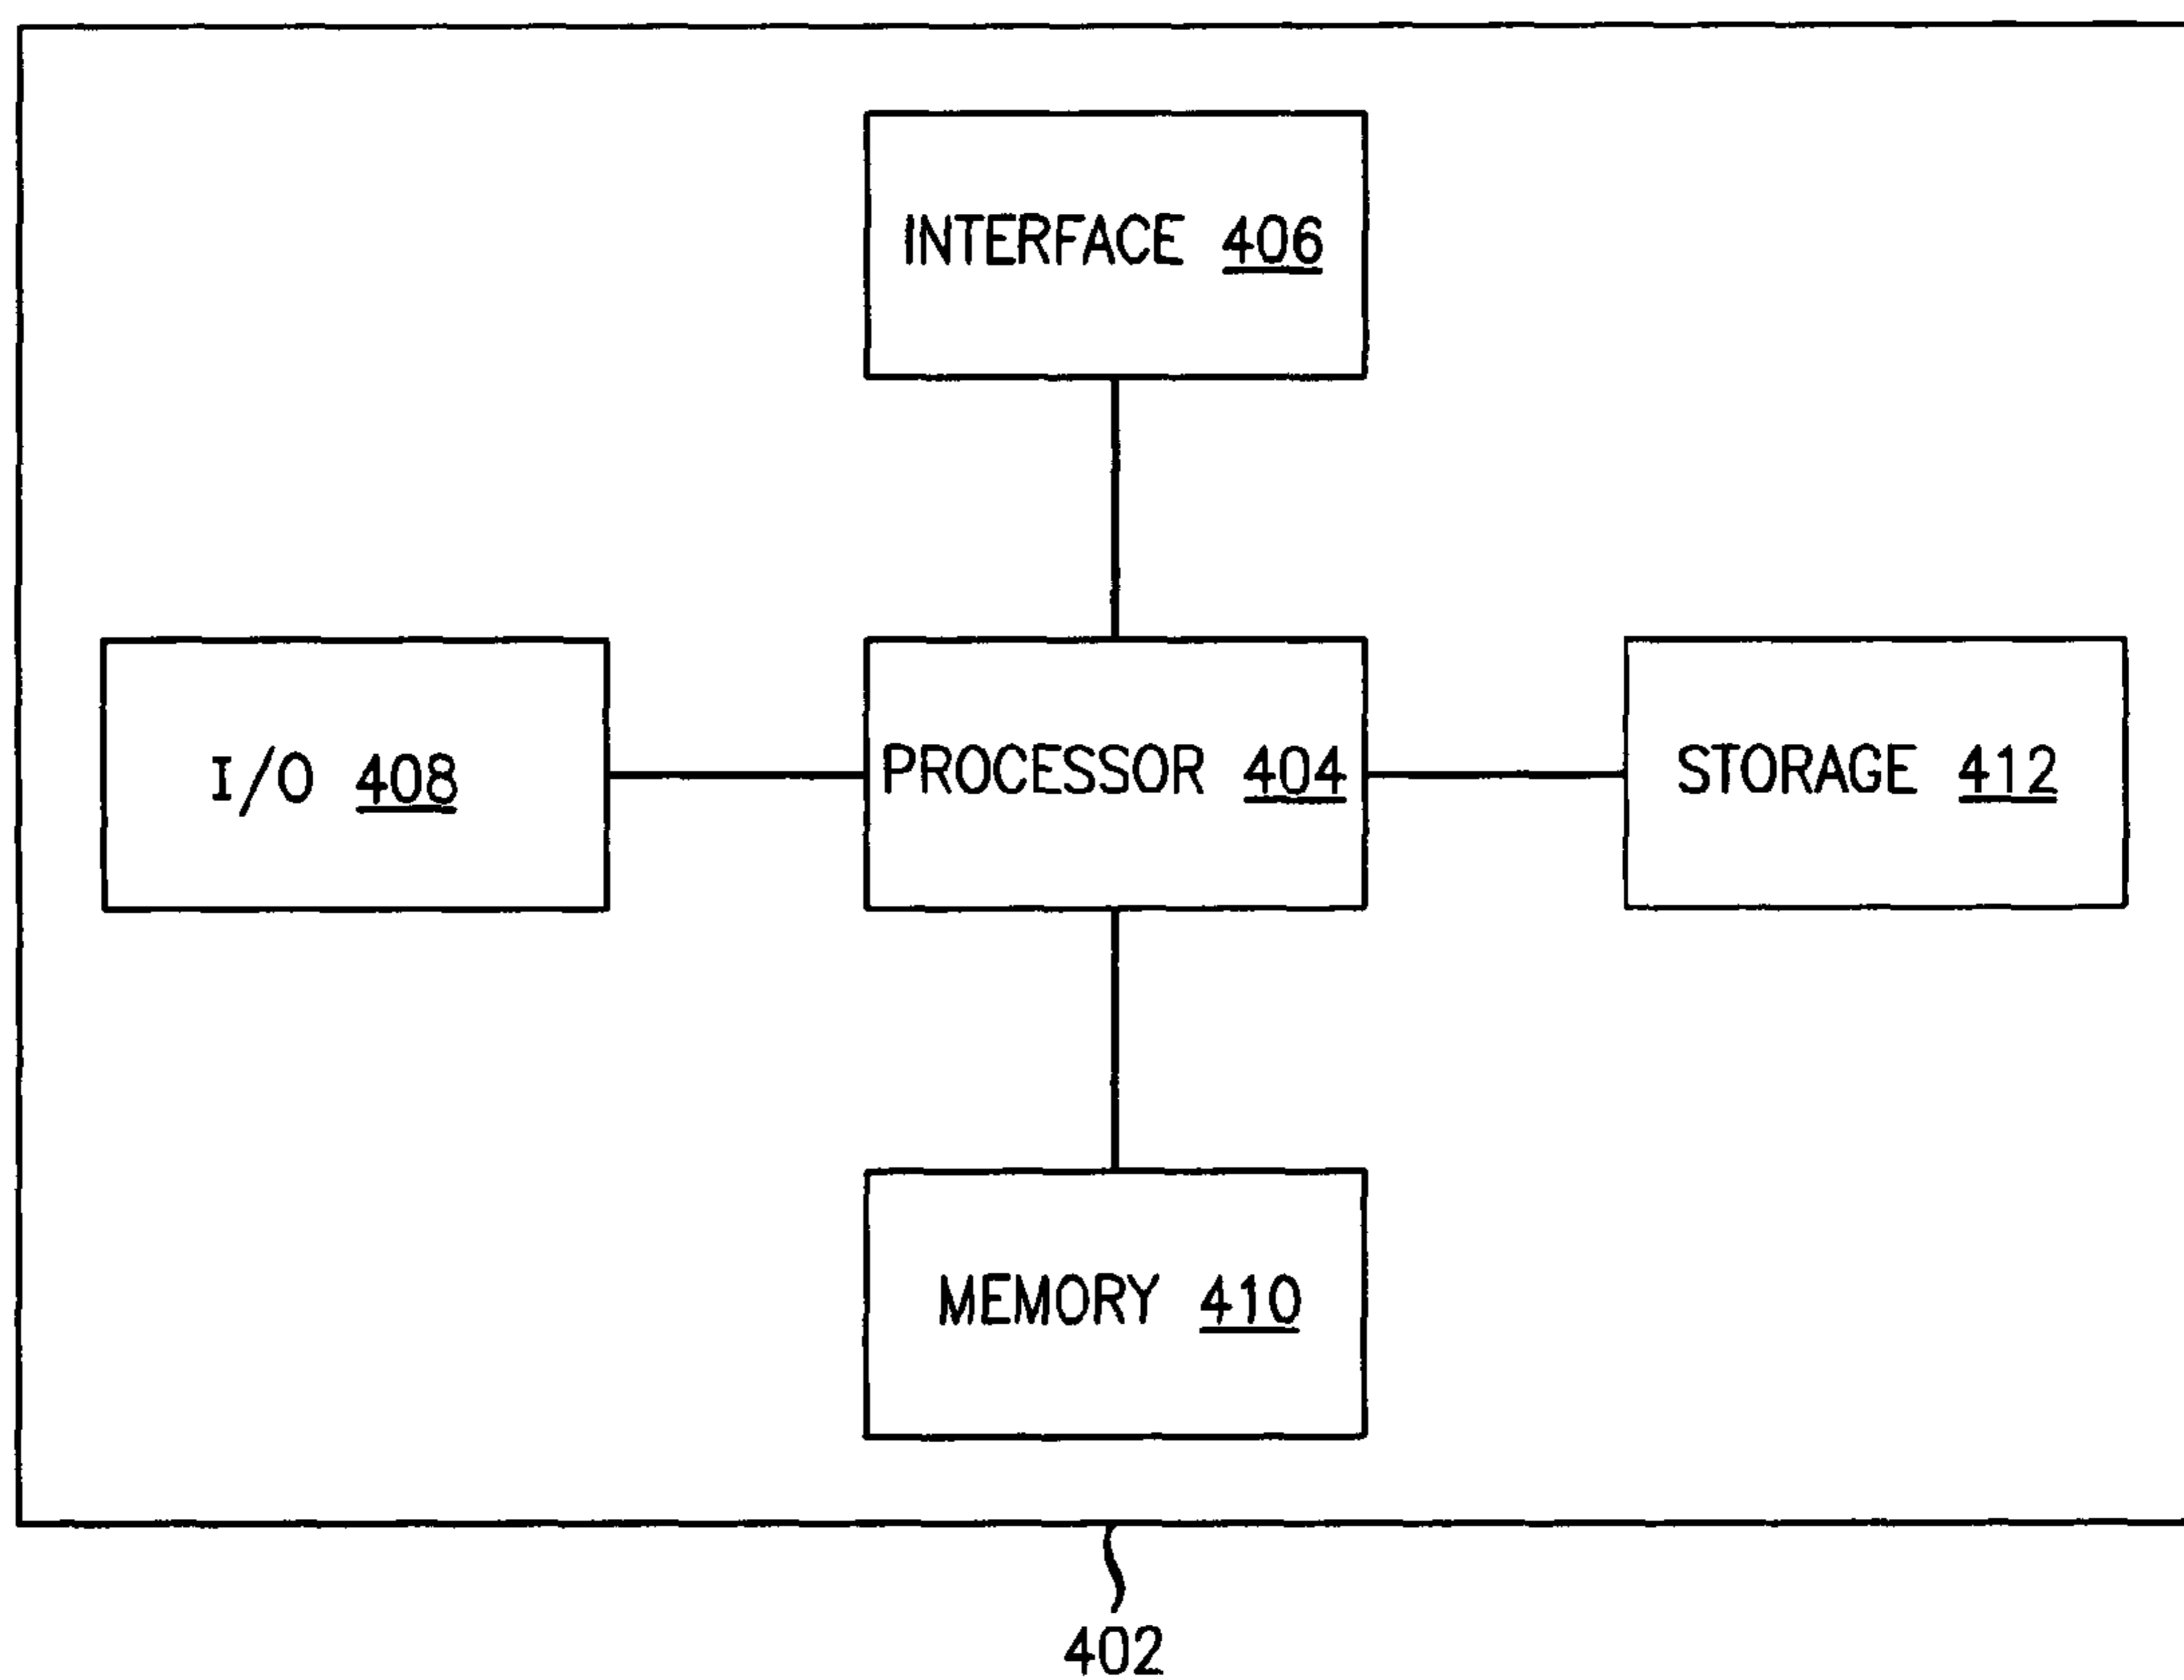 INTERFACE 406
I/O 408
PROCESSOR 404
STORAGE 412
MEMORY 410
402